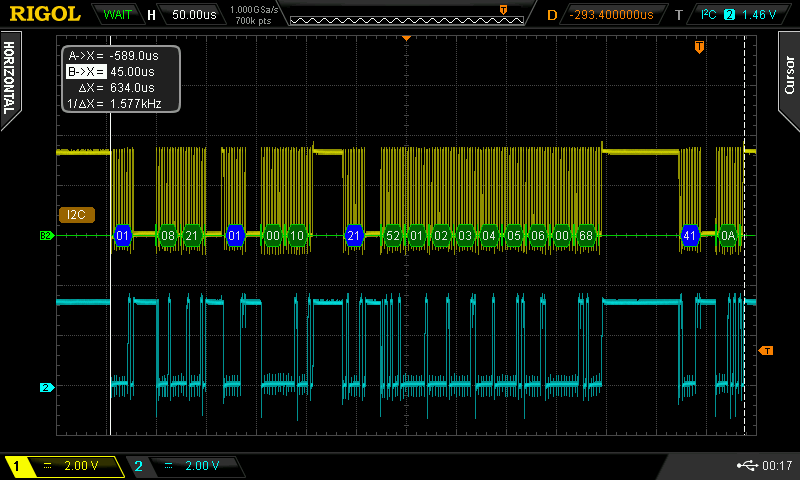 RIGOL WAIT H 50.00us 1.000GSa/s 700k pts T D -293.400000us T I²C 2 1.46 V
HORIZONTAL
Cursor
T
A->X= -589.0us
B->X= 45.00us
△X= 634.0us
1/△X= 1.577kHz
I2C
B2 01 08 21 01 00 10 21 52 01 02 03 04 05 06 00 68 41 0A
T
2
1 2.00 V 2 2.00 V 00:17